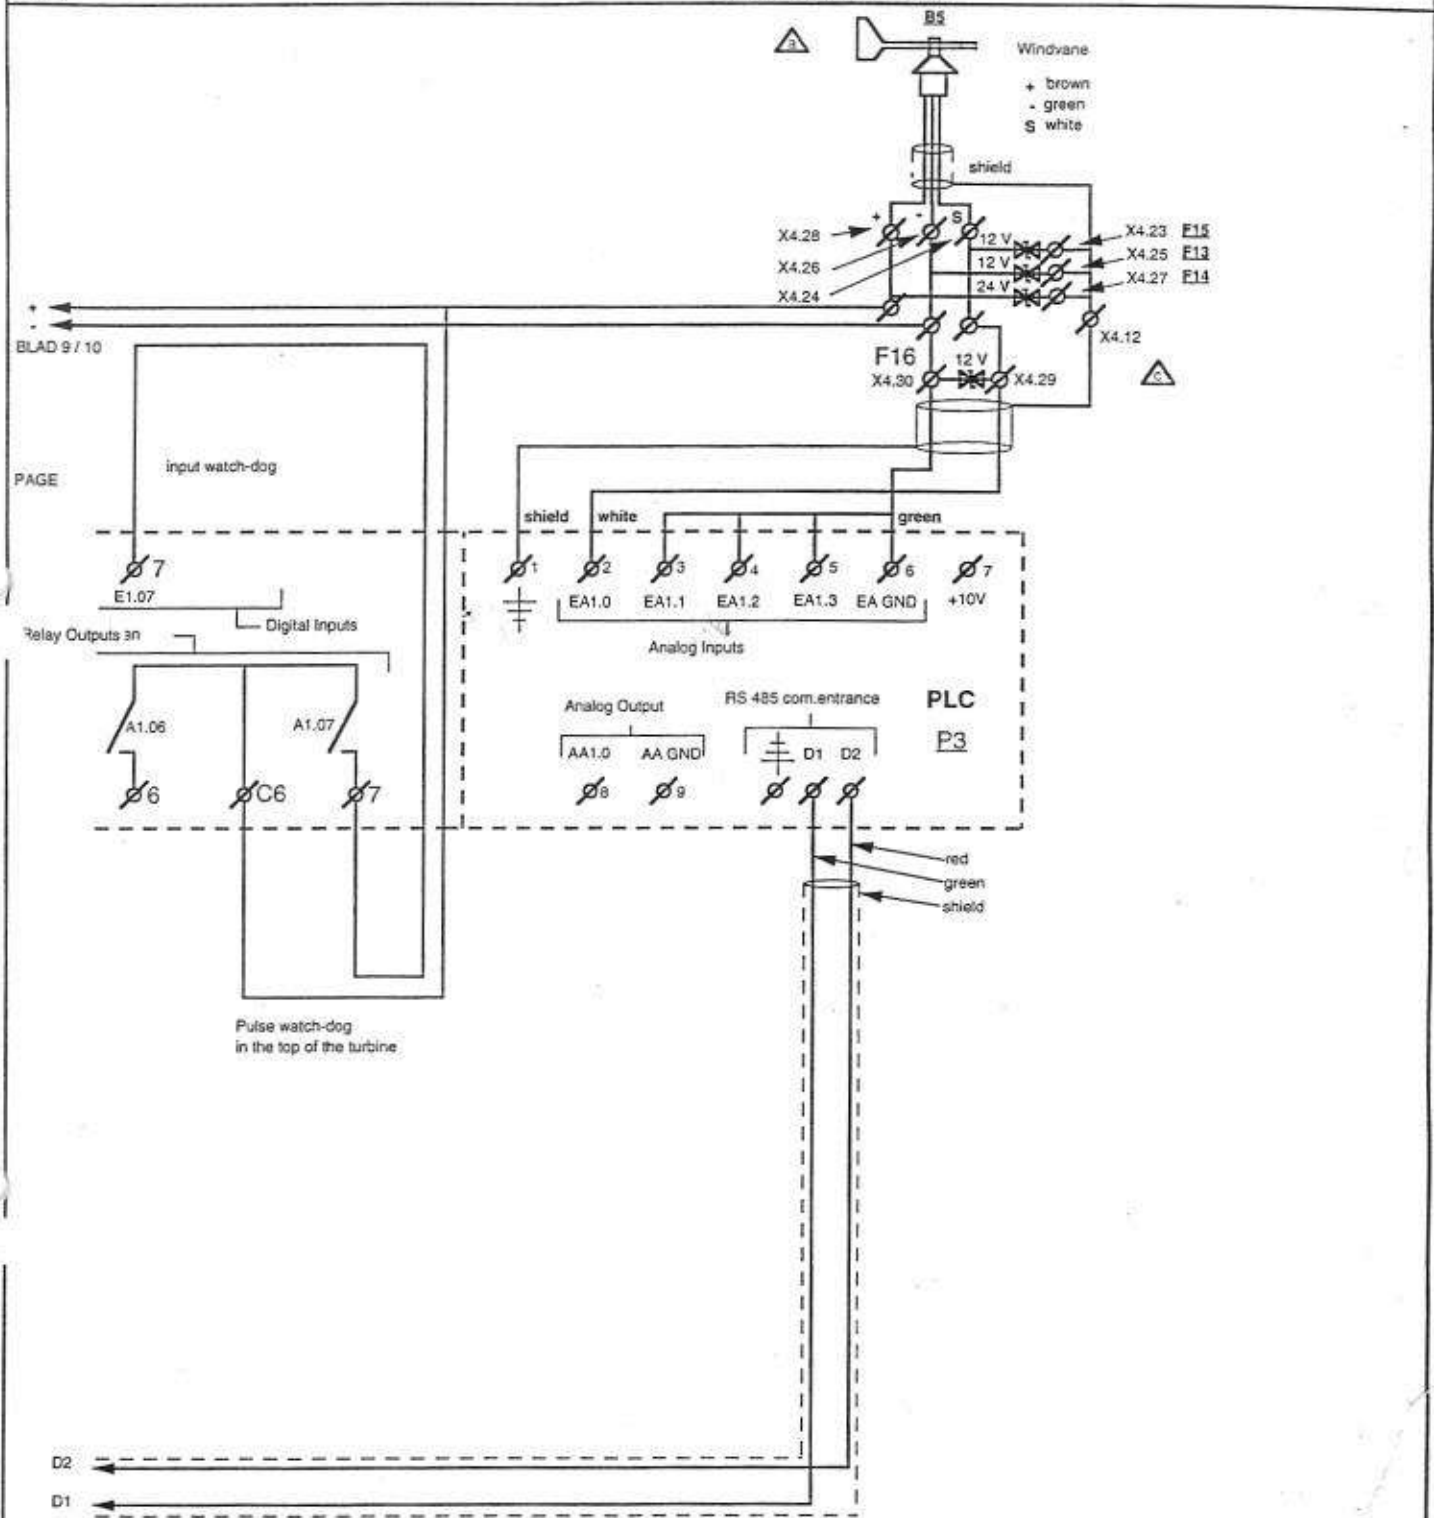 B5
a
Windvane
+ brown
- green
S white
shield
+ - S
X4.28
X4.26
X4.24
12 V
12 V
24 V
X4.23 F15
X4.25 F13
X4.27 F14
X4.12
+
-
BLAD 9 / 10
F16
12 V
X4.30
X4.29
c
input watch-dog
PAGE
shield white green
7
1 2 3 4 5 6 7
E1.07
EA1.0 EA1.1 EA1.2 EA1.3 EA GND +10V
Digital Inputs
Relay Outputs an
Analog Inputs
A1.06
A1.07
Analog Output
RS 485 com.entrance
PLC
P3
AA1.0 AA GND
D1 D2
6 C6 7
8 9
red
green
shield
Pulse watch-dog
in the top of the turbine
D2
D1